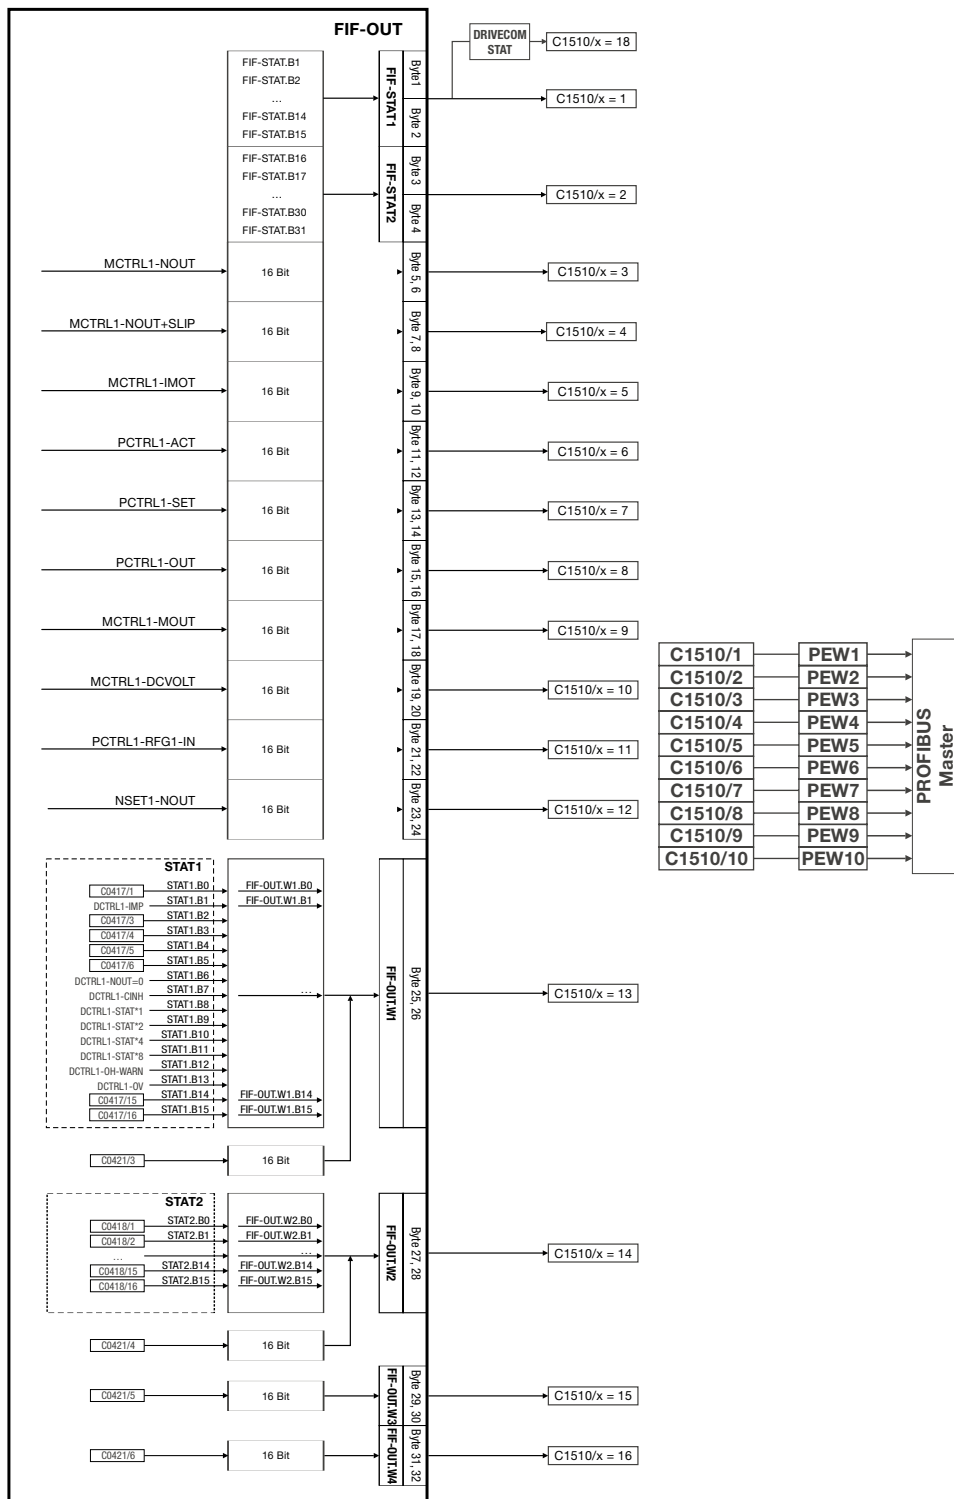 FIF-OUT
DRIVECOM
STAT
C1510/x = 18
FIF-STAT.B1
FIF-STAT.B2
...
FIF-STAT.B14
FIF-STAT.B15
FIF-STAT1
Byte1
Byte 2
C1510/x = 1
FIF-STAT.B16
FIF-STAT.B17
...
FIF-STAT.B30
FIF-STAT.B31
FIF-STAT2
Byte 3
Byte 4
C1510/x = 2
MCTRL1-NOUT
16 Bit
Byte 5, 6
C1510/x = 3
MCTRL1-NOUT+SLIP
16 Bit
Byte 7, 8
C1510/x = 4
MCTRL1-IMOT
16 Bit
Byte 9, 10
C1510/x = 5
PCTRL1-ACT
16 Bit
Byte 11, 12
C1510/x = 6
PCTRL1-SET
16 Bit
Byte 13, 14
C1510/x = 7
PCTRL1-OUT
16 Bit
Byte 15, 16
C1510/x = 8
MCTRL1-MOUT
16 Bit
Byte 17, 18
C1510/x = 9
MCTRL1-DCVOLT
16 Bit
Byte 19, 20
C1510/x = 10
PCTRL1-RFG1-IN
16 Bit
Byte 21, 22
C1510/x = 11
NSET1-NOUT
16 Bit
Byte 23, 24
C1510/x = 12
C1510/1 PEW1
C1510/2 PEW2
C1510/3 PEW3
C1510/4 PEW4
C1510/5 PEW5
C1510/6 PEW6
C1510/7 PEW7
C1510/8 PEW8
C1510/9 PEW9
C1510/10 PEW10
PROFIBUS
Master
STAT1
C0417/1 STAT1.B0 FIF-OUT.W1.B0
DCTRL1-IMP STAT1.B1 FIF-OUT.W1.B1
C0417/3 STAT1.B2
C0417/4 STAT1.B3
C0417/5 STAT1.B4
C0417/6 STAT1.B5
DCTRL1-NOUT=0 STAT1.B6
DCTRL1-CINH STAT1.B7 ...
DCTRL1-STAT*1 STAT1.B8
DCTRL1-STAT*2 STAT1.B9
DCTRL1-STAT*4 STAT1.B10
DCTRL1-STAT*8 STAT1.B11
DCTRL1-OH-WARN STAT1.B12
DCTRL1-OV STAT1.B13
C0417/15 STAT1.B14 FIF-OUT.W1.B14
C0417/16 STAT1.B15 FIF-OUT.W1.B15
FIF-OUT.W1
Byte 25, 26
C1510/x = 13
C0421/3 16 Bit
STAT2
C0418/1 STAT2.B0 FIF-OUT.W2.B0
C0418/2 STAT2.B1 FIF-OUT.W2.B1
... ...
C0418/15 STAT2.B14 FIF-OUT.W2.B14
C0418/16 STAT2.B15 FIF-OUT.W2.B15
FIF-OUT.W2
Byte 27, 28
C1510/x = 14
C0421/4 16 Bit
C0421/5 16 Bit
FIF-OUT.W3
Byte 29, 30
C1510/x = 15
C0421/6 16 Bit
FIF-OUT.W4
Byte 31, 32
C1510/x = 16